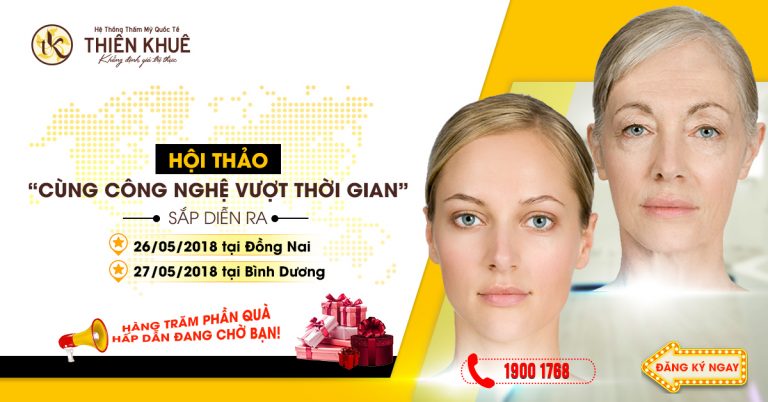 tk
Hệ Thống Thẩm Mỹ Quốc Tế
THIÊN KHUÊ
Khẳng định giá trị thực
HỘI THẢO
“CÙNG CÔNG NGHỆ VƯỢT THỜI GIAN”
SẮP DIỄN RA
26/05/2018 tại Đồng Nai
27/05/2018 tại Bình Dương
HÀNG TRĂM PHẦN QUÀ
HẤP DẪN ĐANG CHỜ BẠN!
1900 1768
ĐĂNG KÝ NGAY